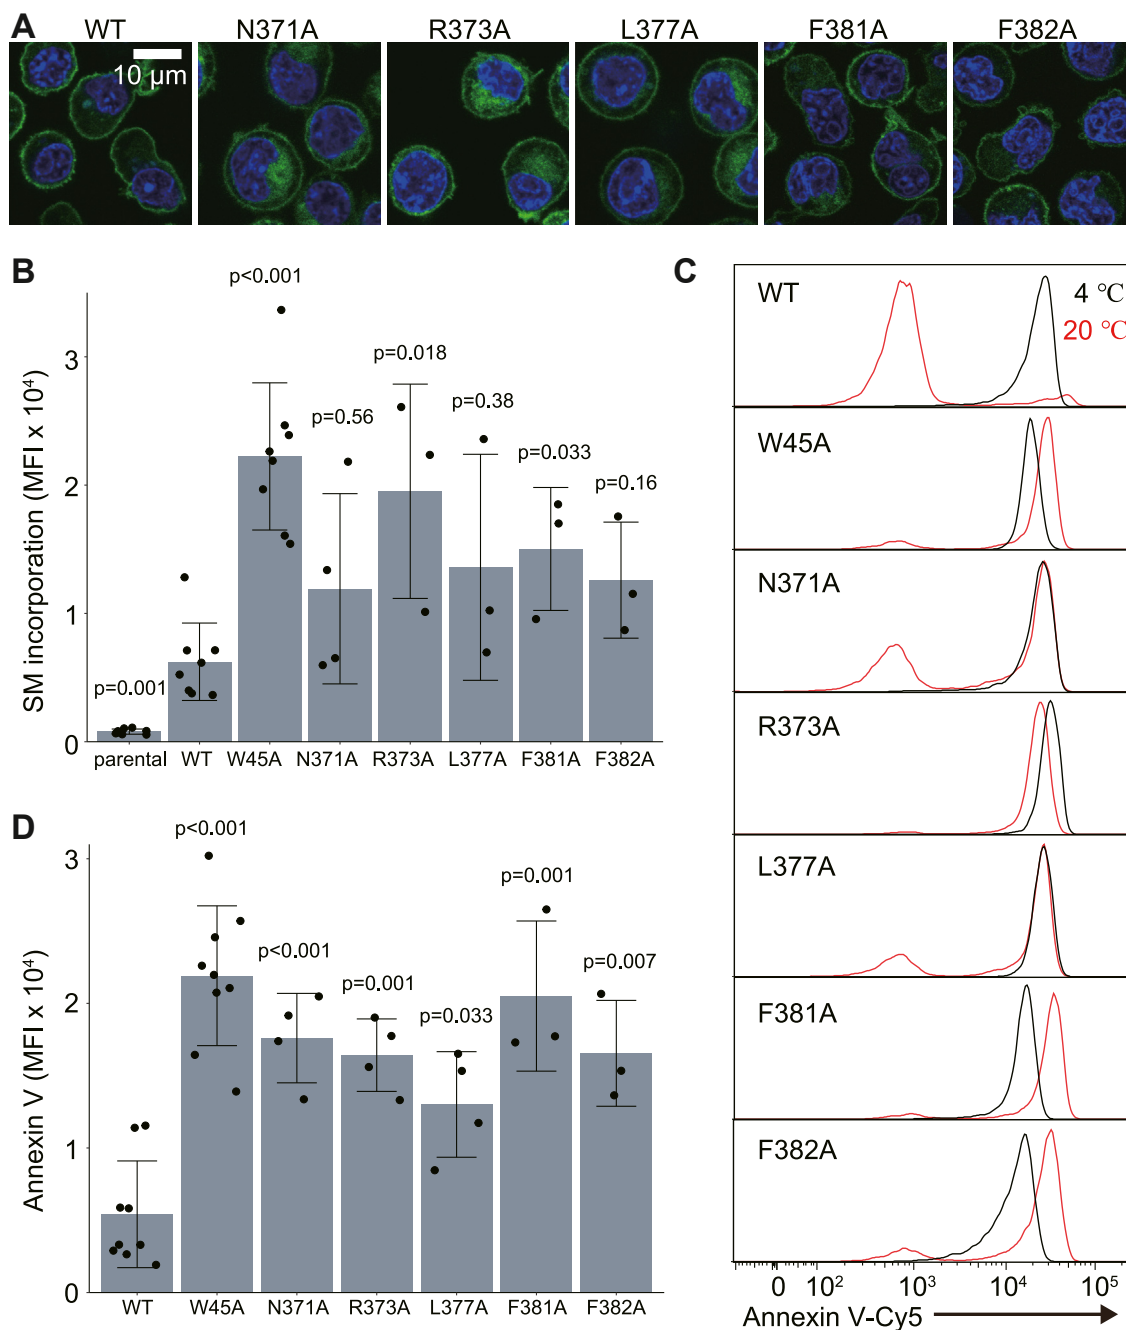 A
WT N371A R373A L377A F381A F382A
10 µm
B
SM incorporation (MFI x 10⁴)
3
2
1
0
p=0.001
p<0.001
p=0.56
p=0.018
p=0.38
p=0.033
p=0.16
parental WT W45A N371A R373A L377A F381A F382A
C
WT
4 °C
20 °C
W45A
N371A
R373A
L377A
F381A
F382A
0 10² 10³ 10⁴ 10⁵
Annexin V-Cy5
D
Annexin V (MFI x 10⁴)
3
2
1
0
p<0.001
p<0.001
p=0.001
p=0.033
p=0.001
p=0.007
WT W45A N371A R373A L377A F381A F382A